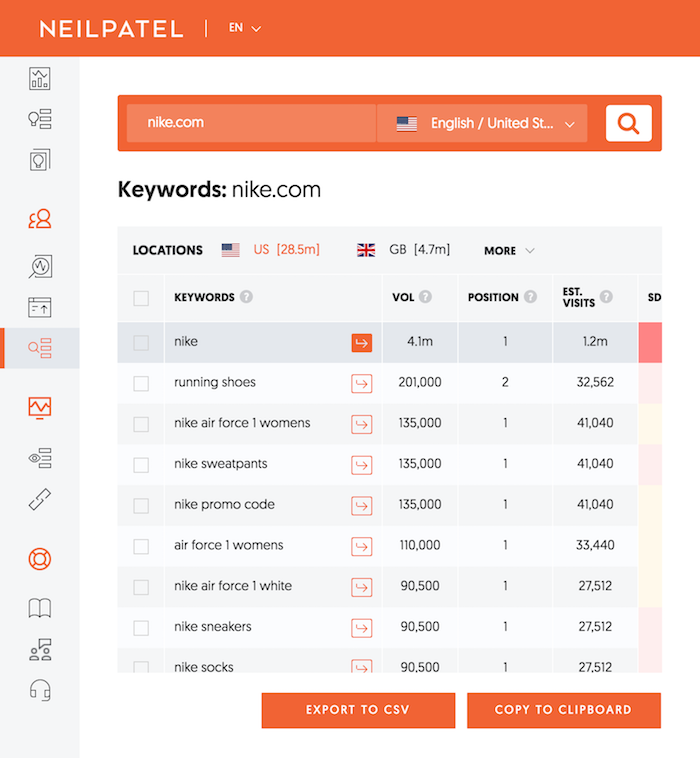 NEILPATEL EN
nike.com English / United St...
Keywords: nike.com
LOCATIONS US [28.5m] GB [4.7m] MORE
KEYWORDS ? VOL ? POSITION ? EST. VISITS ? SD
nike 4.1m 1 1.2m
running shoes 201,000 2 32,562
nike air force 1 womens 135,000 1 41,040
nike sweatpants 135,000 1 41,040
nike promo code 135,000 1 41,040
air force 1 womens 110,000 1 33,440
nike air force 1 white 90,500 1 27,512
nike sneakers 90,500 1 27,512
nike socks 90,500 1 27,512
EXPORT TO CSV COPY TO CLIPBOARD